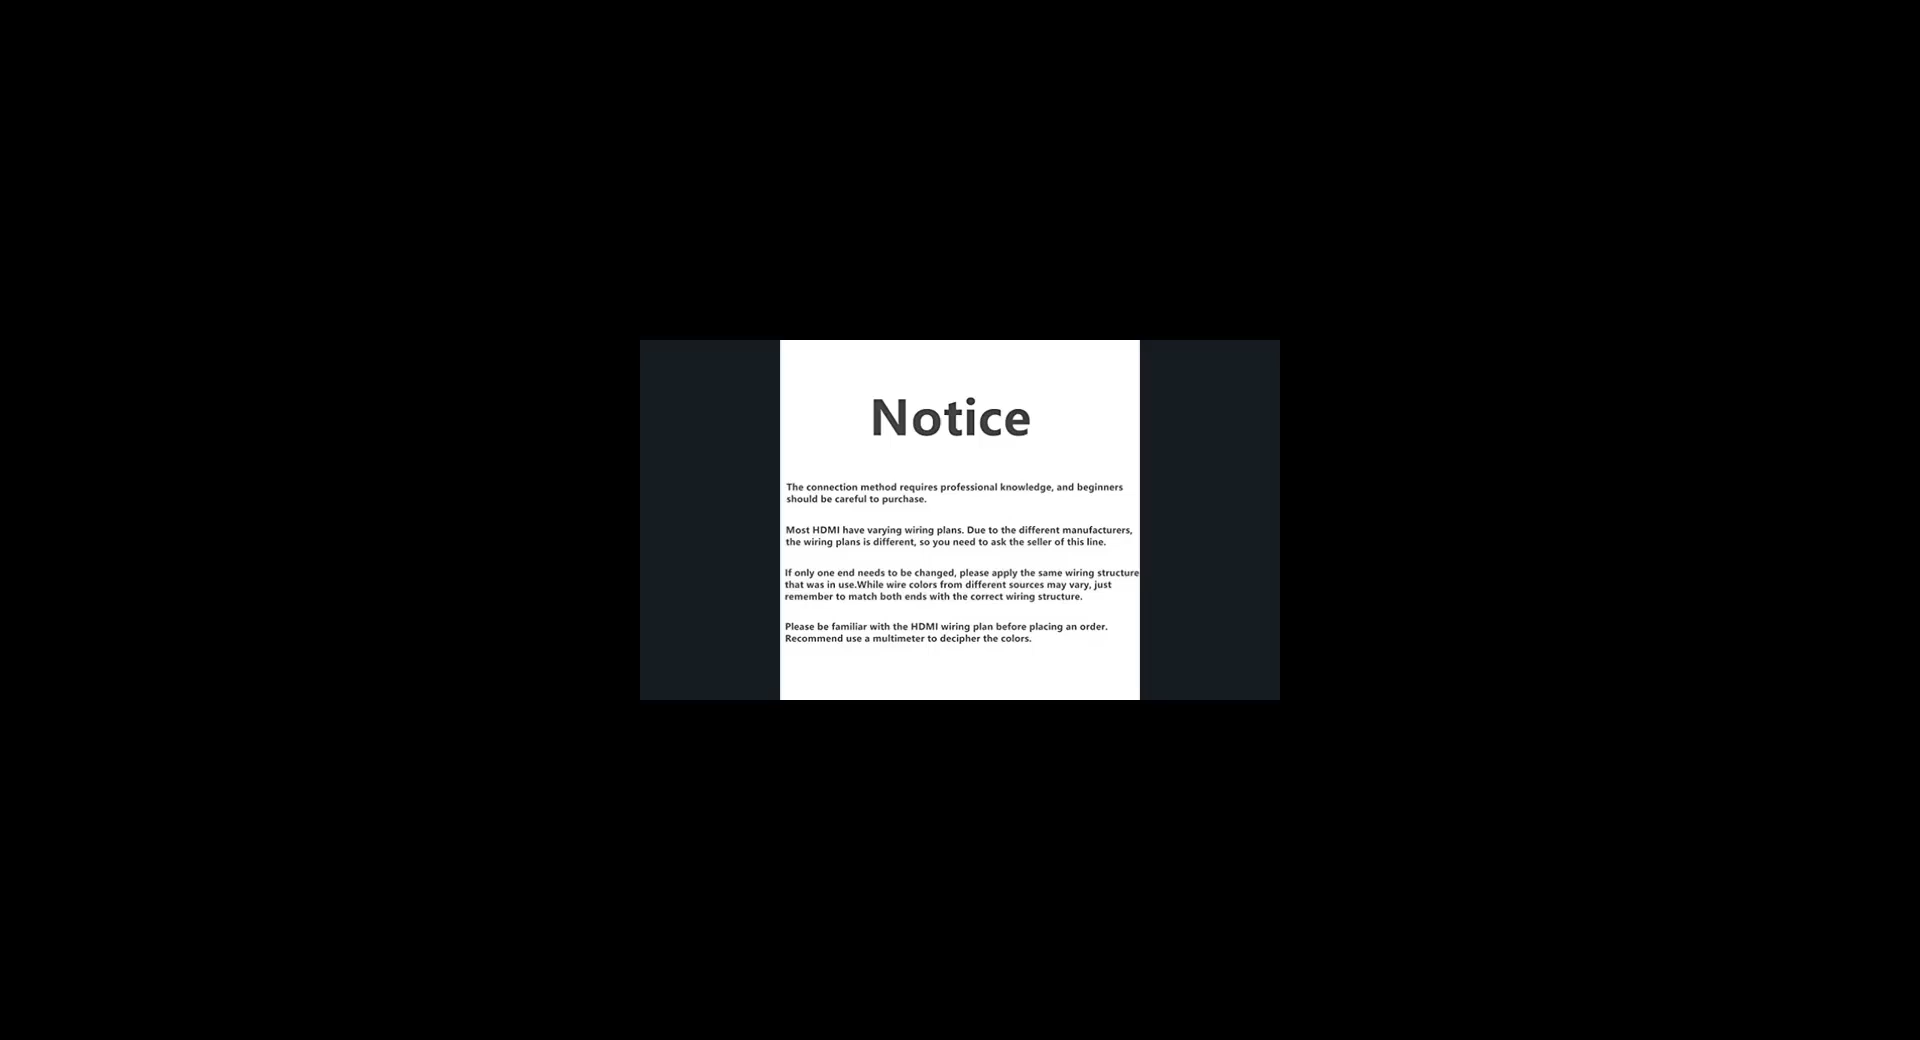 Notice
The connection method requires professional knowledge, and beginners
should be careful to purchase.
Most HDMI have varying wiring plans. Due to the different manufacturers,
the wiring plans is different, so you need to ask the seller of this line.
If only one end needs to be changed, please apply the same wiring structure
that was in use.While wire colors from different sources may vary, just
remember to match both ends with the correct wiring structure.
Please be familiar with the HDMI wiring plan before placing an order.
Recommend use a multimeter to decipher the colors.